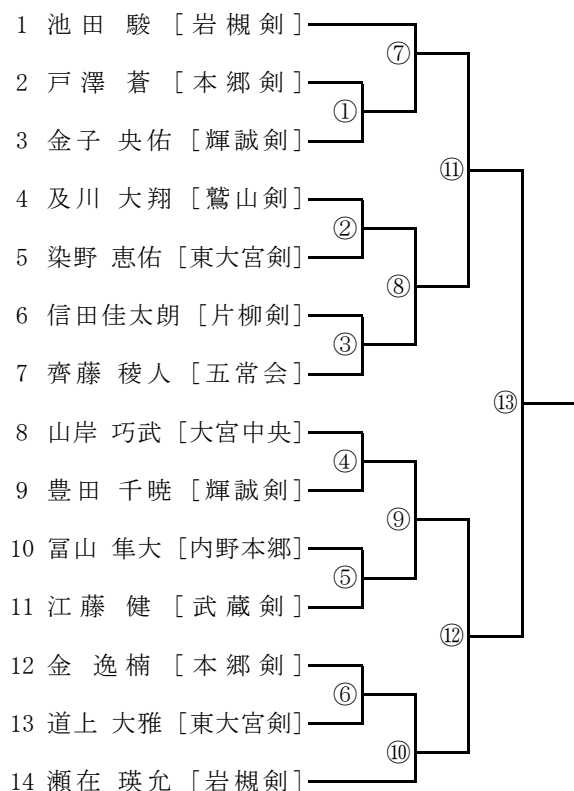 1 池田 駿 [岩槻剣]
⑦
2 戸澤 蒼 [本郷剣]
①
3 金子 央佑 [輝誠剣]
⑪
4 及川 大翔 [鷲山剣]
②
5 染野 恵佑 [東大宮剣]
⑧
6 信田佳太朗 [片柳剣]
③
7 齊藤 稜人 [五常会]
⑬
8 山岸 巧武 [大宮中央]
④
9 豊田 千暁 [輝誠剣]
⑨
10 冨山 隼大 [内野本郷]
⑤
11 江藤 健 [武蔵剣]
⑫
12 金 逸楠 [本郷剣]
⑥
13 道上 大雅 [東大宮剣]
⑩
14 瀬在 瑛允 [岩槻剣]